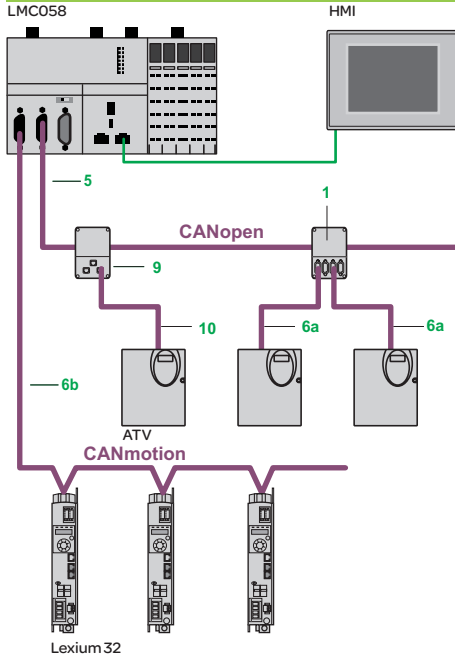 LMC058
HMI
5
1
CANopen
9
10
6a
6a
6b
ATV
CANmotion
Lexium 32